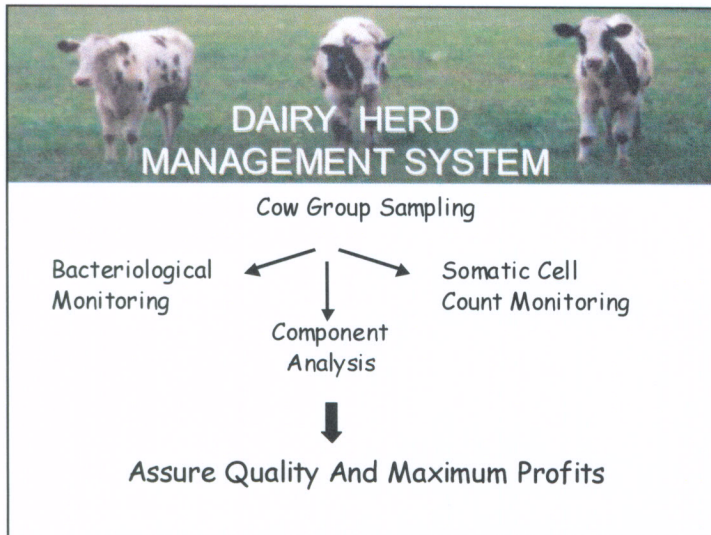 DAIRY HERD
MANAGEMENT SYSTEM
Cow Group Sampling
Bacteriological
Monitoring
Somatic Cell
Count Monitoring
Component
Analysis
Assure Quality And Maximum Profits